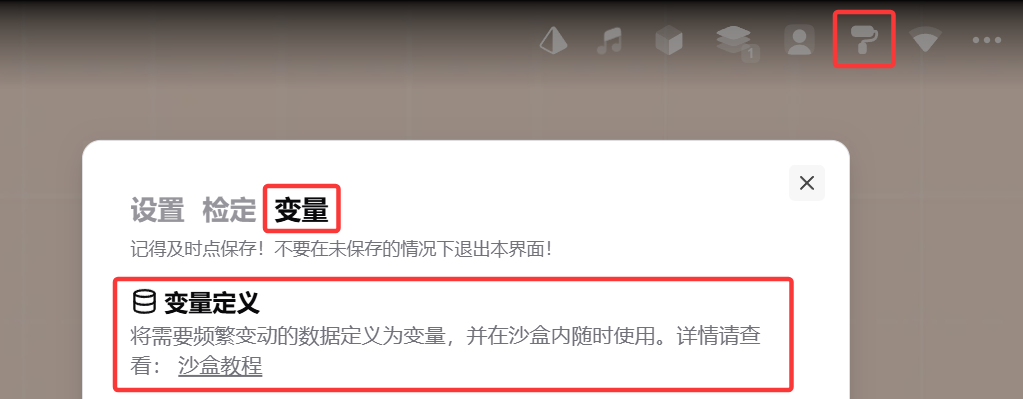 1
设置 检定 变量
记得及时点保存！不要在未保存的情况下退出本界面！
变量定义
将需要频繁变动的数据定义为变量，并在沙盒内随时使用。详情请查
看： 沙盒教程